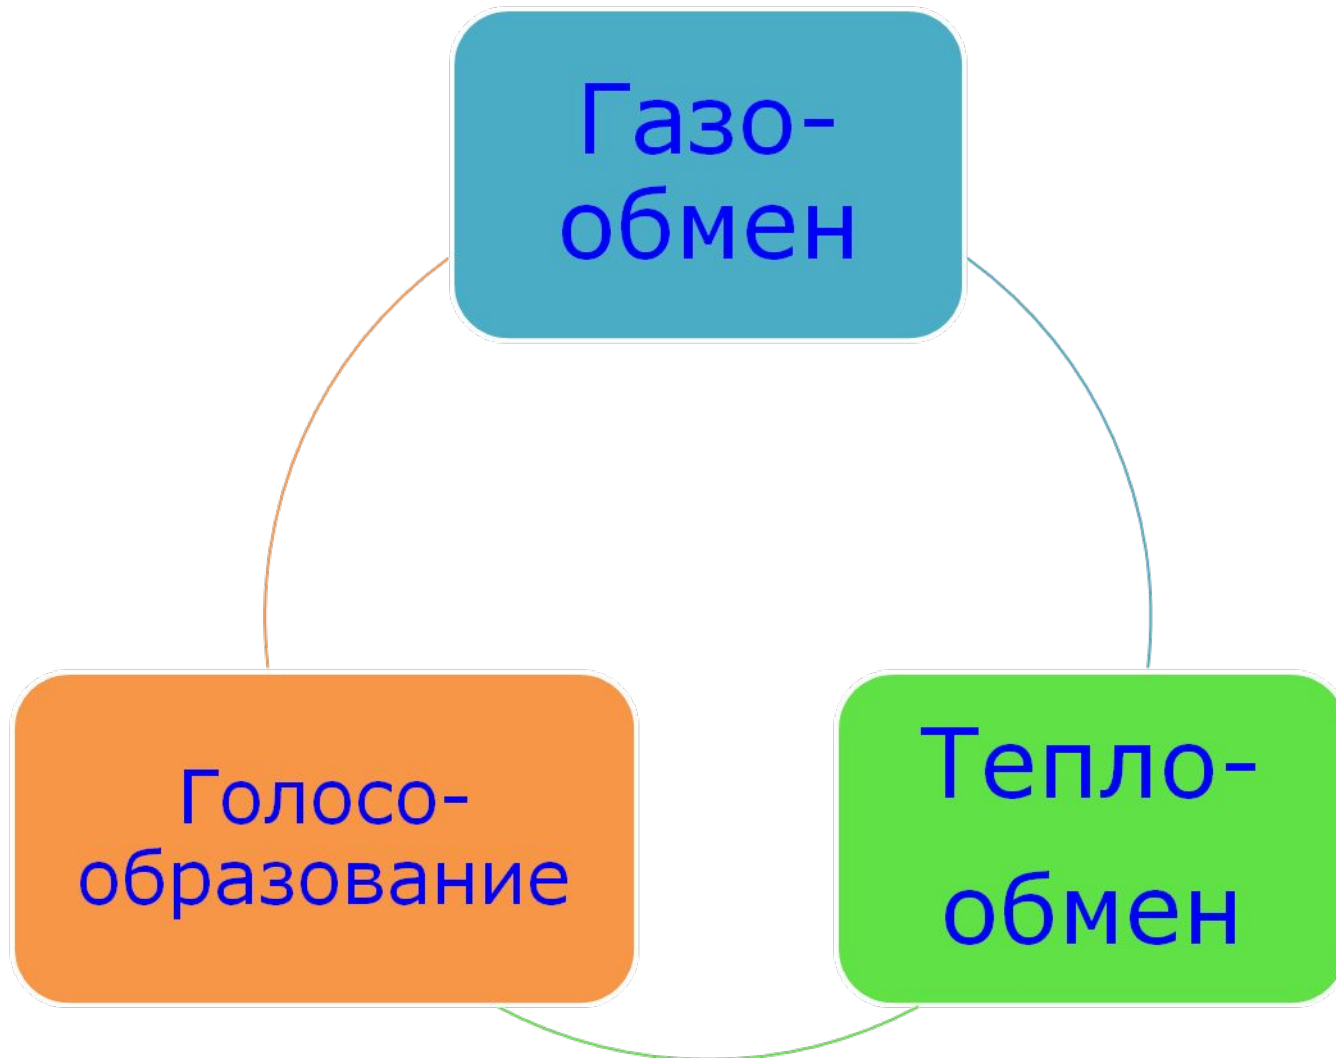 Газо-
обмен
Голосо-
образование
Тепло-
обмен